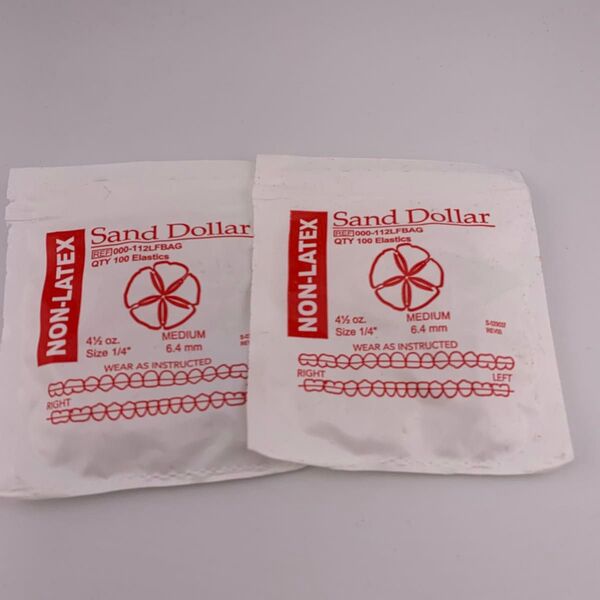 NON-LATEX
Sand Dollar
REF 000-112LFBAG
QTY 100 Elastics
4½ oz.
Size 1/4"
MEDIUM
6.4 mm
WEAR AS INSTRUCTED
RIGHT
NON-LATEX
Sand Dollar
REF 000-112LFBAG
QTY 100 Elastics
4½ oz.
Size 1/4"
MEDIUM
6.4 mm
WEAR AS INSTRUCTED
RIGHT
LEFT